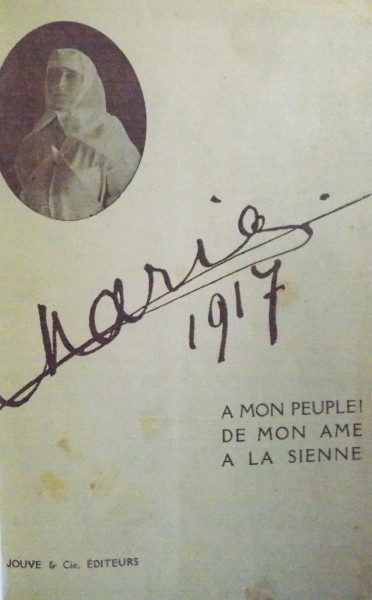 Marie.
1917
A MON PEUPLE!
DE MON AME
A LA SIENNE
JOUVE & Cie. ÉDITEURS